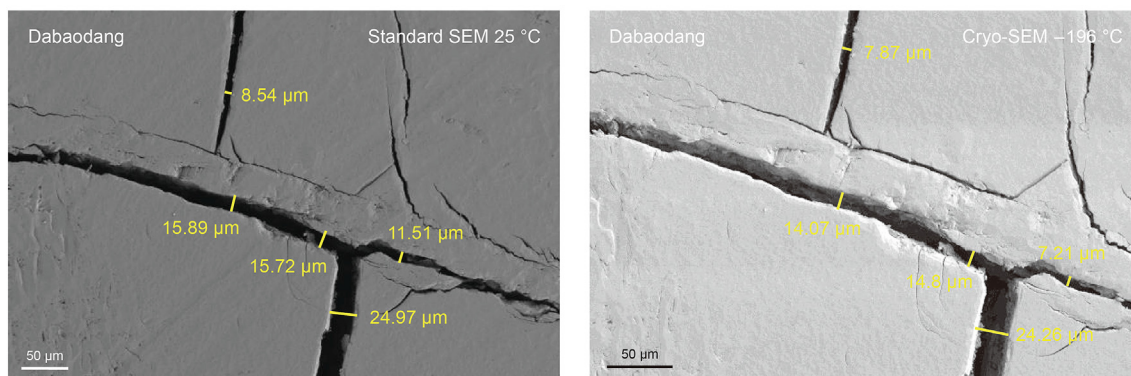 Dabaodang
Standard SEM 25 °C
8.54 µm
15.89 µm
15.72 µm
11.51 µm
24.97 µm
50 µm
Dabaodang
Cryo-SEM –196 °C
7.87 µm
14.07 µm
14.8 µm
7.21 µm
24.26 µm
50 µm